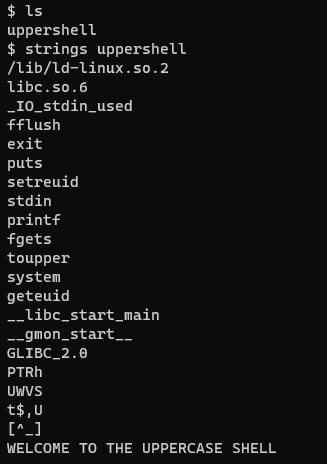 $ ls
uppershell
$ strings uppershell
/lib/ld-linux.so.2
libc.so.6
_IO_stdin_used
fflush
exit
puts
setreuid
stdin
printf
fgets
toupper
system
geteuid
__libc_start_main
__gmon_start__
GLIBC_2.0
PTRh
UWVS
t$,U
[^_]
WELCOME TO THE UPPERCASE SHELL